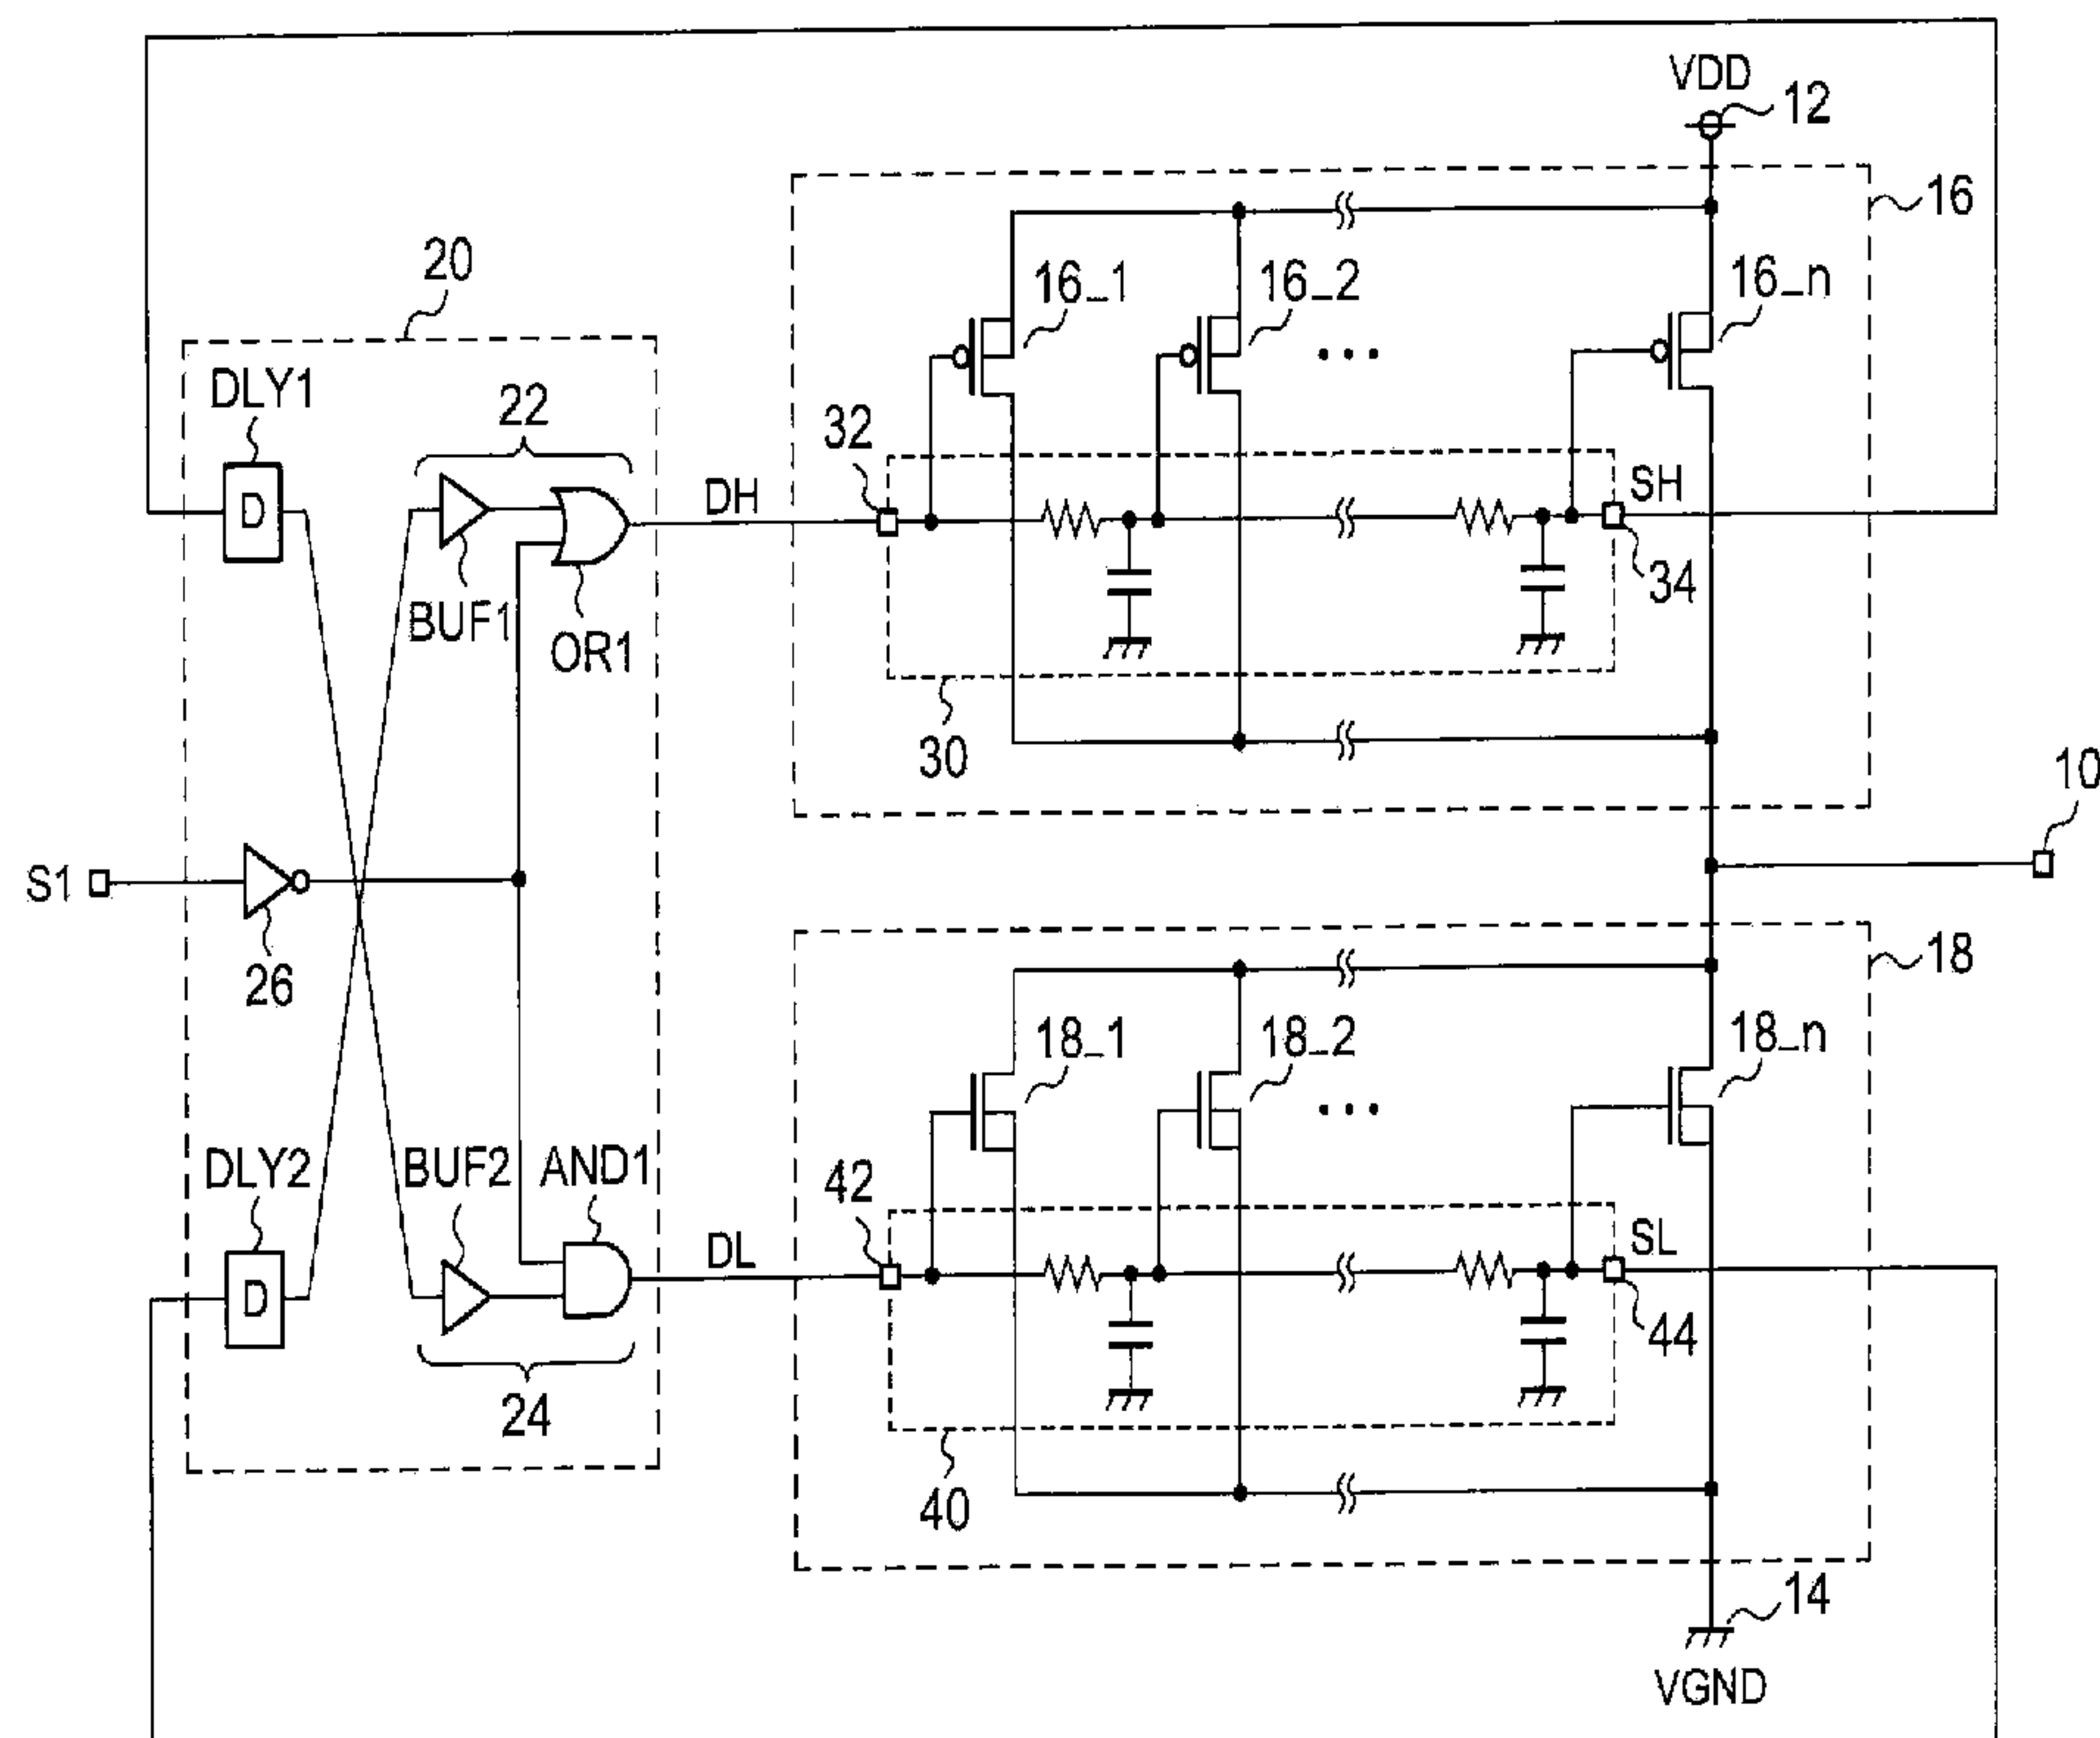 VDD
12
16
20
16_1
16_2
16_n
DLY1
22
32
SH
D
DH
BUF1
OR1
34
30
10
S1
26
18
18_1
18_2
18_n
DLY2
BUF2
AND1
42
SL
D
DL
44
24
40
14
VGND